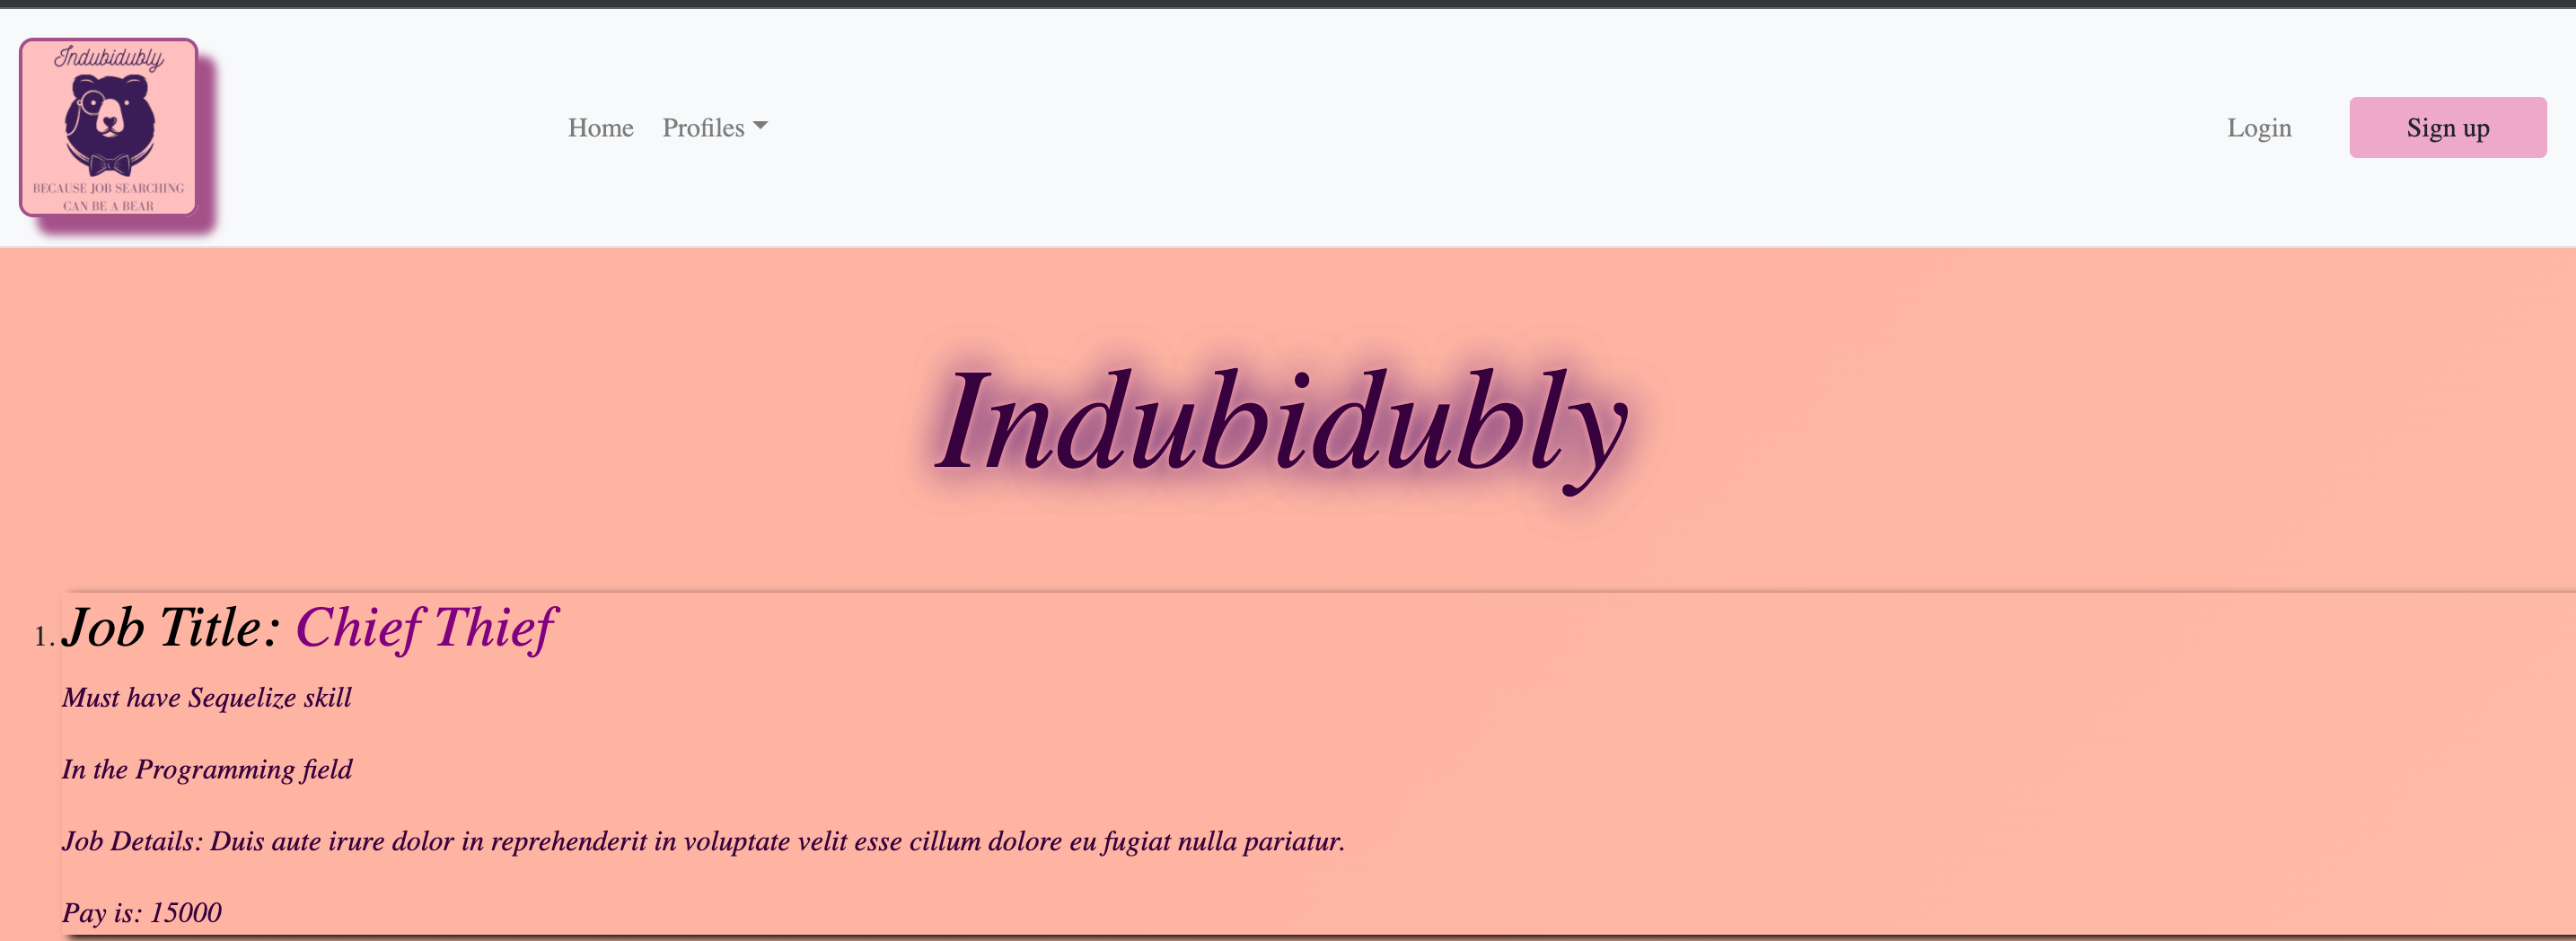 Indubidubly
BECAUSE JOB SEARCHING
CAN BE A BEAR
Home Profiles
Login Sign up
Indubidubly
1. Job Title: Chief Thief
Must have Sequelize skill
In the Programming field
Job Details: Duis aute irure dolor in reprehenderit in voluptate velit esse cillum dolore eu fugiat nulla pariatur.
Pay is: 15000